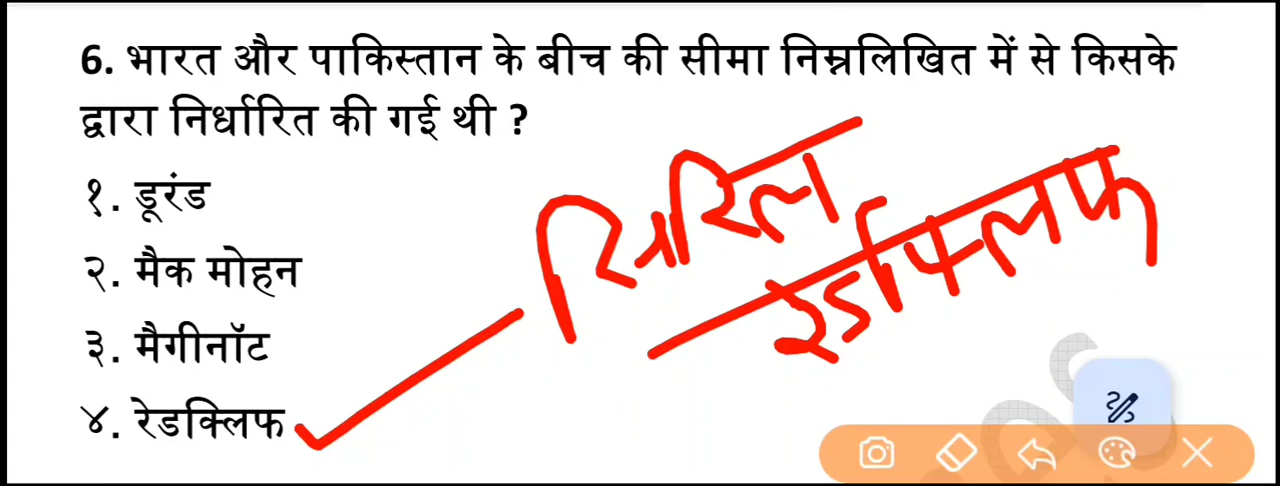 6. भारत और पाकिस्तान के बीच की सीमा निम्नलिखित में से किसके
द्वारा निर्धारित की गई थी ?
१. डूरंड
२. मैक मोहन
३. मैगीनॉट
४. रेडक्लिफ
सिरिल